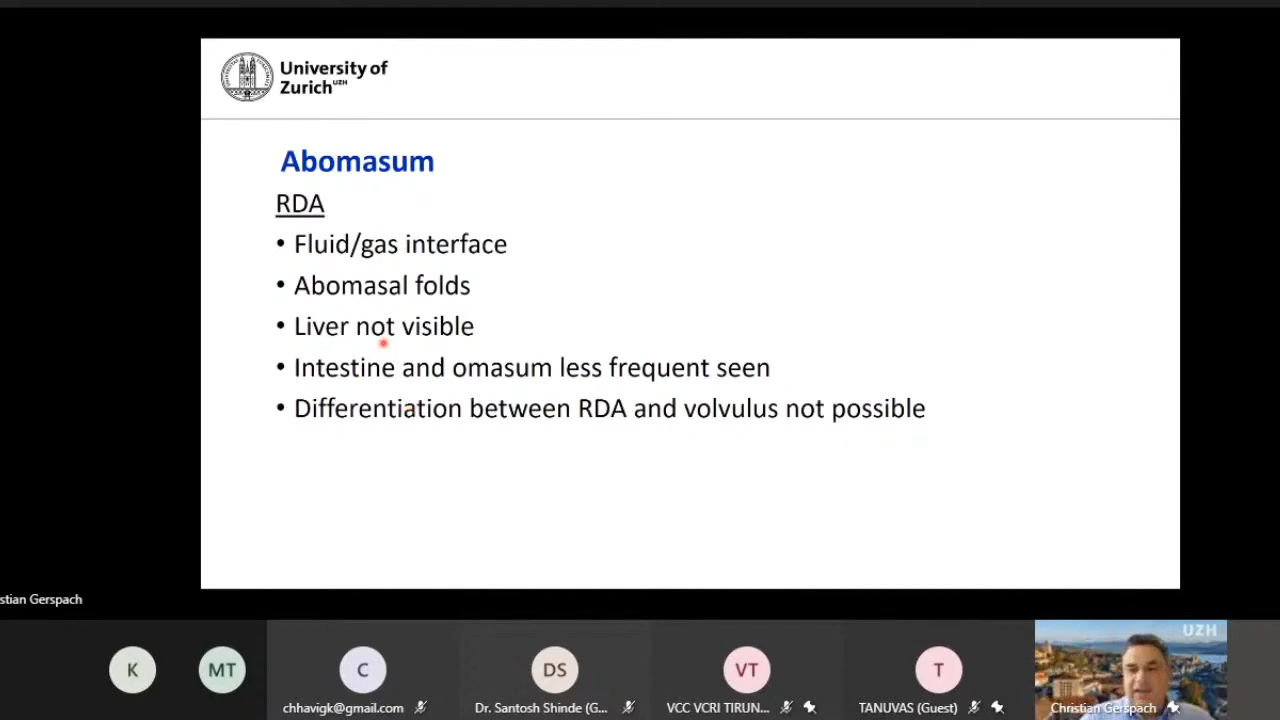 University of
Zurich UZH
Abomasum
RDA
• Fluid/gas interface
• Abomasal folds
• Liver not visible
• Intestine and omasum less frequent seen
• Differentiation between RDA and volvulus not possible
stian Gerspach
K
MT
C
DS
VT
T
UZH
chhavigk@gmail.com
Dr. Santosh Shinde (G...
VCC VCRI TIRUN...
TANUVAS (Guest)
Christian Gerspach